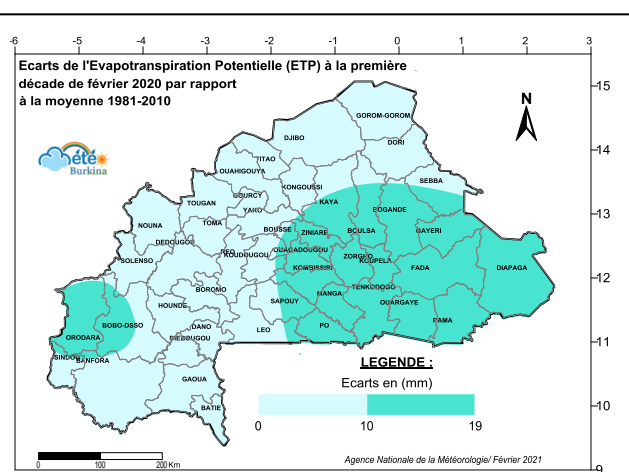 -6 -5 -4 -3 -2 -1 0 1 2 3
Ecarts de l'Evapotranspiration Potentielle (ETP) à la première
décade de février 2020 par rapport
à la moyenne 1981-2010
15
N
GOROM-GOROM
DJIBO
DORI
14
TITAO
météo
Burkina
OUAHIGOUYA
SEBBA
KONGOUSSI
GOURCY
KAYA
TOUGAN
YAKO
BOGANDE
13
NOUNA
TOMA
BOUSSE
ZINIARE
BOULSA
GAYERI
DEDOUGOU
REO
KOUDOUGOU
OUAGADOUGOU
ZORGHO
KOUPELA
SOLENSO
KOMBISSIRI
FADA
DIAPAGA
12
BOROMO
MANGA
TENKODOGO
SAPOUY
OUARGAYE
HOUNDE
BOBO-DSSO
DANO
LEO
PO
PAMA
ORODARA
DIEBOUGOU
11
SINDOU
BANFORA
LEGENDE :
GAOUA
Ecarts en (mm)
BATIE
10
0 10 19
0 100 200 Km
Agence Nationale de la Météorologie/ Février 2021
9